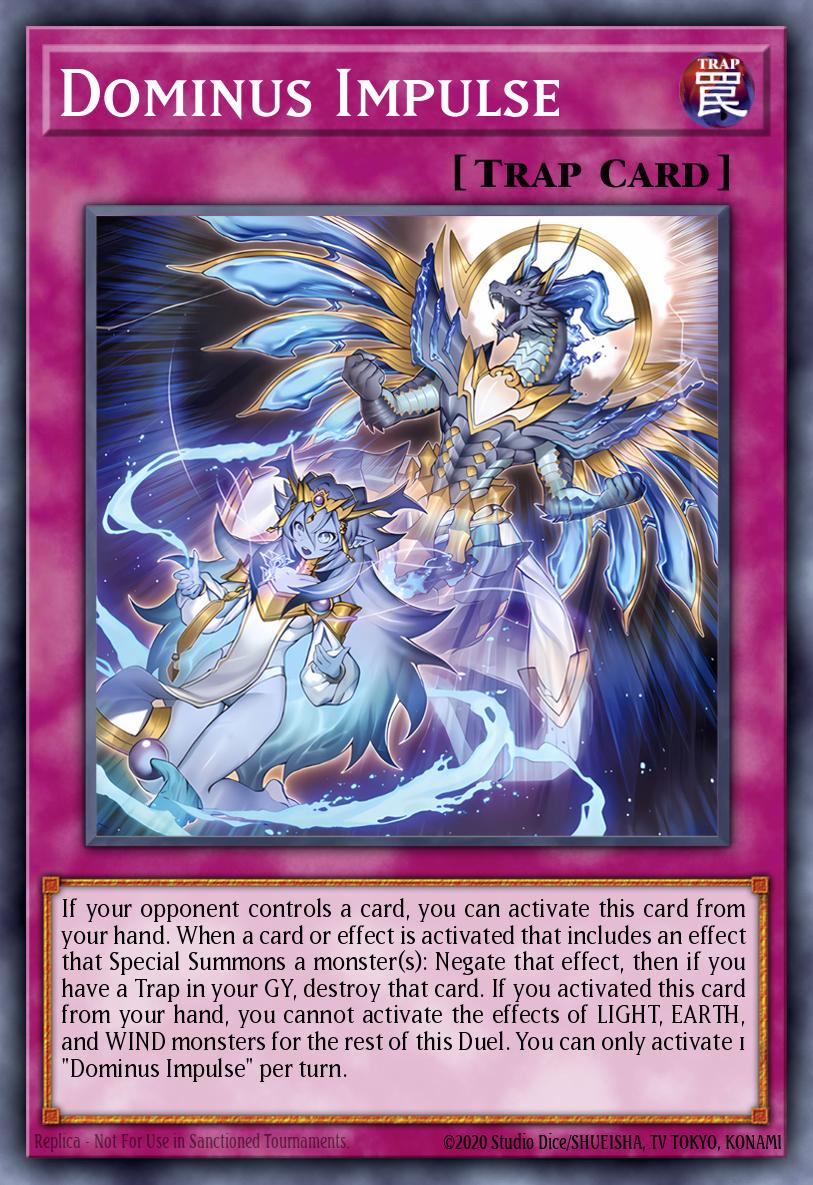 Dominus Impulse
TRAP
罠
[Trap Card]
If your opponent controls a card, you can activate this card from
your hand. When a card or effect is activated that includes an effect
that Special Summons a monster(s): Negate that effect, then if you
have a Trap in your GY, destroy that card. If you activated this card
from your hand, you cannot activate the effects of LIGHT, EARTH,
and WIND monsters for the rest of this Duel. You can only activate 1
"Dominus Impulse" per turn.
Replica - Not For Use in Sanctioned Tournaments.
©2020 Studio Dice/SHUEISHA, TV TOKYO, KONAMI